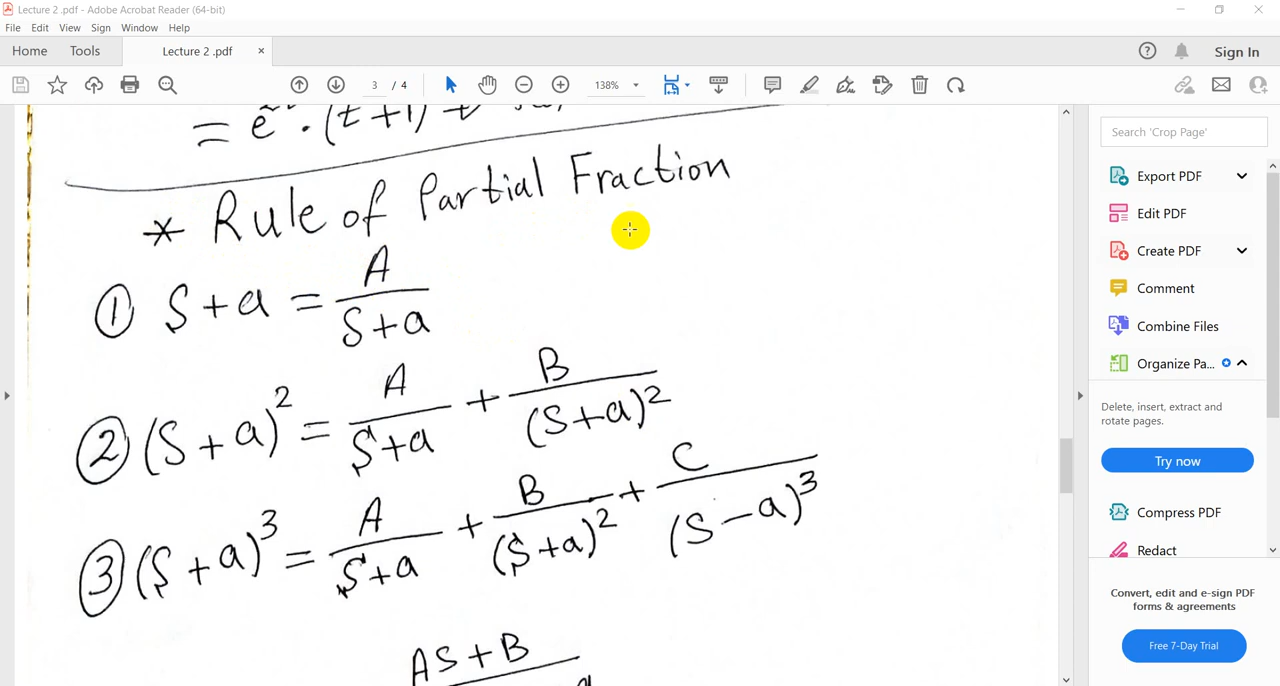 Lecture 2 .pdf - Adobe Acrobat Reader (64-bit)
File Edit View Sign Window Help
Home Tools Lecture 2 .pdf × Sign In
3 / 4 138%
* Rule of Partial Fraction
① S+a = A/(S+a)
② (S+a)² = A/(S+a) + B/(S+a)²
③ (S+a)³ = A/(S+a) + B/(S+a)² + C/(S-a)³
AS+B
Search 'Crop Page'
Export PDF
Edit PDF
Create PDF
Comment
Combine Files
Organize Pa...
Delete, insert, extract and
rotate pages.
Try now
Compress PDF
Redact
Convert, edit and e-sign PDF
forms & agreements
Free 7-Day Trial